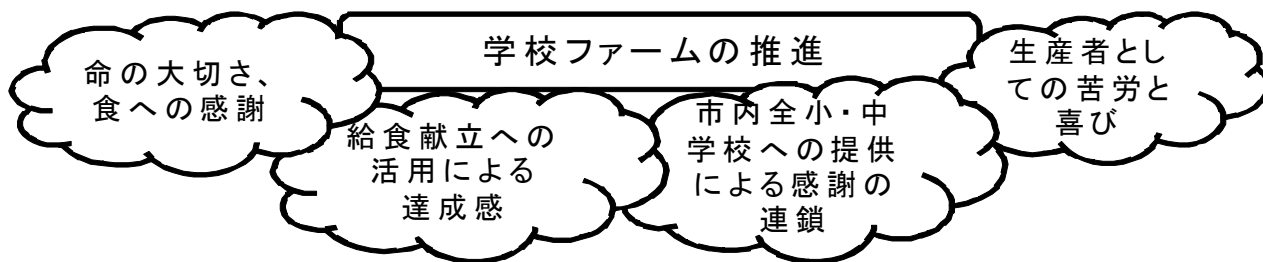 学校ファームの推進
命の大切さ、
食への感謝
給食献立への
活用による
達成感
市内全小・中
学校への提供
による感謝の
連鎖
生産者とし
ての苦労と
喜び